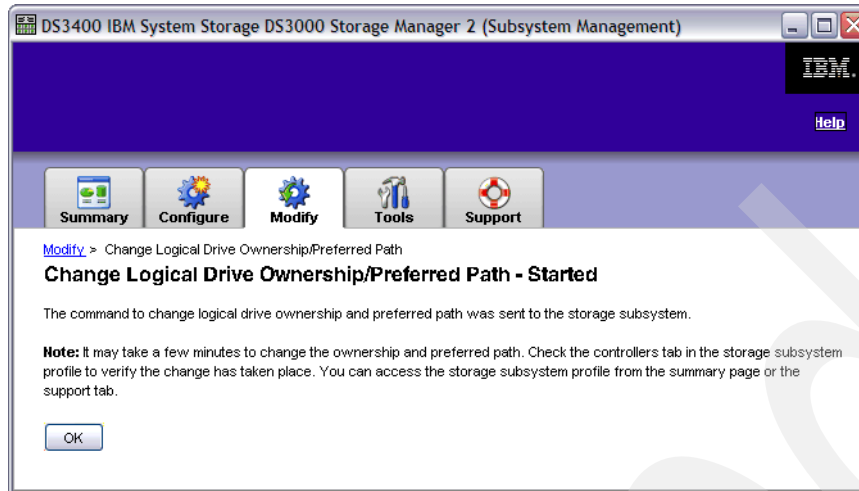 DS3400 IBM System Storage DS3000 Storage Manager 2 (Subsystem Management)
IBM.
Help
Summary
Configure
Modify
Tools
Support
Modify > Change Logical Drive Ownership/Preferred Path
Change Logical Drive Ownership/Preferred Path - Started
The command to change logical drive ownership and preferred path was sent to the storage subsystem.
Note: It may take a few minutes to change the ownership and preferred path. Check the controllers tab in the storage subsystem
profile to verify the change has taken place. You can access the storage subsystem profile from the summary page or the
support tab.
OK